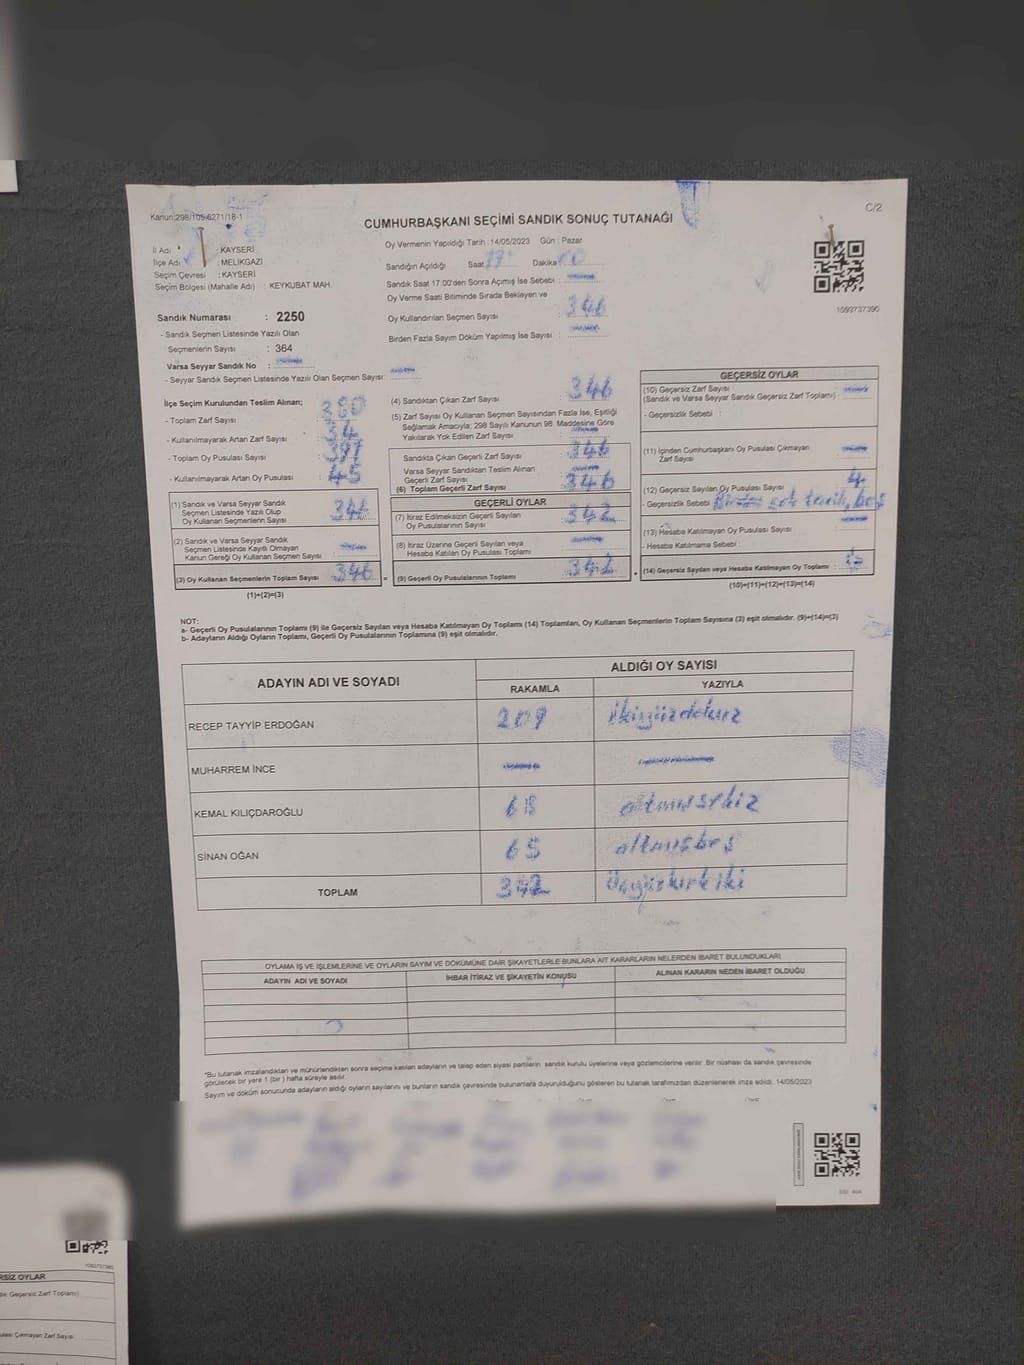 Kanun:298/105,6271/18-1
C/2
CUMHURBAŞKANI SEÇİMİ SANDIK SONUÇ TUTANAĞI
İl Adı : KAYSERİ
İlçe Adı : MELİKGAZİ
Seçim Çevresi : KAYSERİ
Seçim Bölgesi (Mahalle Adı) : KEYKUBAT MAH.
Sandık Numarası : 2250
- Sandık Seçmen Listesinde Yazılı Olan
Seçmenlerin Sayısı : 364
Varsa Seyyar Sandık No :
- Seyyar Sandık Seçmen Listesinde Yazılı Olan Seçmen Sayısı:
Oy Vermenin Yapıldığı Tarih :14/05/2023 Gün : Pazar
Sandığın Açıldığı Saat 17 Dakika 00
Sandık Saat 17:00'den Sonra Açımış İse Sebebi :
Oy Verme Saati Bitiminde Sırada Bekleyen ve
Oy Kullandırılan Seçmen Sayısı 346
Birden Fazla Sayım Döküm Yapılmış İse Sayısı :
1093737390
İlçe Seçim Kurulundan Teslim Alınan;
- Toplam Zarf Sayısı : 380
- Kullanılmayarak Artan Zarf Sayısı : 34
- Toplam Oy Pusulası Sayısı : 391
- Kullanılmayarak Artan Oy Pusulası : 45
(1) Sandık ve Varsa Seyyar Sandık
Seçmen Listesinde Yazılı Olup
Oy Kullanan Seçmenlerin Sayısı 346
(2) Sandık ve Varsa Seyyar Sandık
Seçmen Listesinde Kayıtlı Olmayan
Kanun Gereği Oy Kullanan Seçmen Sayısı
(3) Oy Kullanan Seçmenlerin Toplam Sayısı 346 =
(1)+(2)=(3)
(4) Sandıktan Çıkan Zarf Sayısı 346
(5) Zarf Sayısı Oy Kullanan Seçmen Sayısından Fazla İse, Eşitliği
Sağlamak Amacıyla; 298 Sayılı Kanunun 98. Maddesine Göre
Yakılarak Yok Edilen Zarf Sayısı
Sandıkta Çıkan Geçerli Zarf Sayısı 346
Varsa Seyyar Sandıktan Teslim Alınan
Geçerli Zarf Sayısı
(6) Toplam Geçerli Zarf Sayısı 346
GEÇERLİ OYLAR
(7) İtiraz Edilmeksizin Geçerli Sayılan
Oy Pusulalarının Sayısı 342
(8) İtiraz Üzerine Geçerli Sayılan veya
Hesaba Katılan Oy Pusulası Toplamı
(9) Geçerli Oy Pusulalarının Toplamı 342 +
GEÇERSİZ OYLAR
(10) Geçersiz Zarf Sayısı
(Sandık ve Varsa Seyyar Sandık Geçersiz Zarf Toplamı)
- Geçersizlik Sebebi :
(11) İçinden Cumhurbaşkanı Oy Pusulası Çıkmayan
Zarf Sayısı
(12) Geçersiz Sayılan Oy Pusulası Sayısı 4
- Geçersizlik Sebebi
(13) Hesaba Katılmayan Oy Pusulası Sayısı
- Hesaba Katılmama Sebebi :
(14) Geçersiz Sayılan veya Hesaba Katılmayan Oy Toplamı :
(10)+(11)+(12)+(13)=(14)
NOT:
a- Geçerli Oy Pusulalarının Toplamı (9) ile Geçersiz Sayılan veya Hesaba Katılmayan Oy Toplamı (14) Toplamları, Oy Kullanan Seçmenlerin Toplam Sayısına (3) eşit olmalıdır. (9)+(14)=(3)
b- Adayların Aldığı Oyların Toplamı, Geçerli Oy Pusulalarının Toplamına (9) eşit olmalıdır.
ADAYIN ADI VE SOYADI
ALDIĞI OY SAYISI
RAKAMLA YAZIYLA
RECEP TAYYİP ERDOĞAN 209 ikiyüzdokuz
MUHARREM İNCE
KEMAL KILIÇDAROĞLU 68 altmışsekiz
SİNAN OĞAN 65 altmışbeş
TOPLAM 342 üçyüzkırkiki
OYLAMA İŞ VE İŞLEMLERİNE VE OYLARIN SAYIM VE DÖKÜMÜNE DAİR ŞİKAYETLERLE BUNLARA AİT KARARLARIN NELERDEN İBARET BULUNDUKLARI
ADAYIN ADI VE SOYADI İHBAR İTİRAZ VE ŞİKAYETİN KONUSU ALINAN KARARIN NEDEN İBARET OLDUĞU
*Bu tutanak imzalandıktan ve mühürlendikten sonra seçime katılan adayların ve talep eden siyasi partilerin sandık kurulu üyelerine veya gözlemcilerine verilir. Bir nüshası da sandık çevresinde
görülecek bir yere 1 (bir) hafta süreyle asılır.
Sayım ve döküm sonucunda adayların aldığı oyların sayılarını ve bunların sandık çevresinde bulunanlara duyurulduğunu gösteren bu tutanak tarafımızdan düzenlenerek imza edildi. 14/05/2023